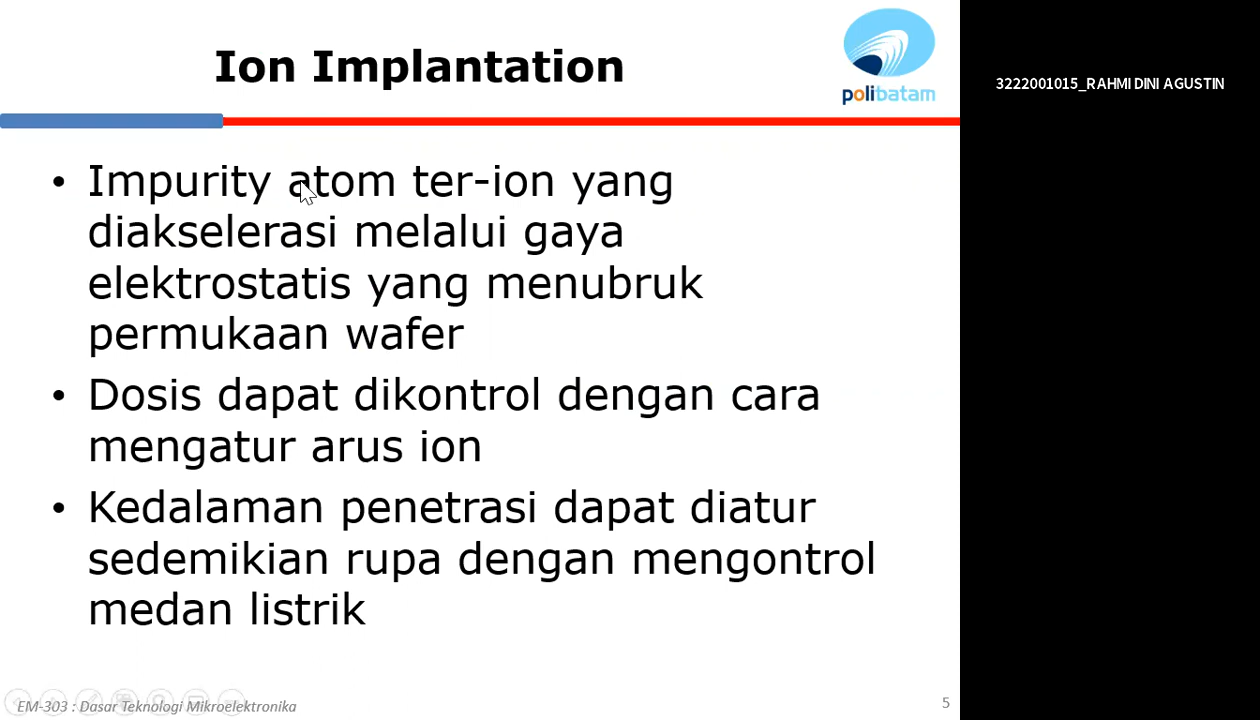 Ion Implantation
polibatam
3222001015_RAHMI DINI AGUSTIN
• Impurity atom ter-ion yang
diakselerasi melalui gaya
elektrostatis yang menubruk
permukaan wafer
• Dosis dapat dikontrol dengan cara
mengatur arus ion
• Kedalaman penetrasi dapat diatur
sedemikian rupa dengan mengontrol
medan listrik
EM-303 : Dasar Teknologi Mikroelektronika
5